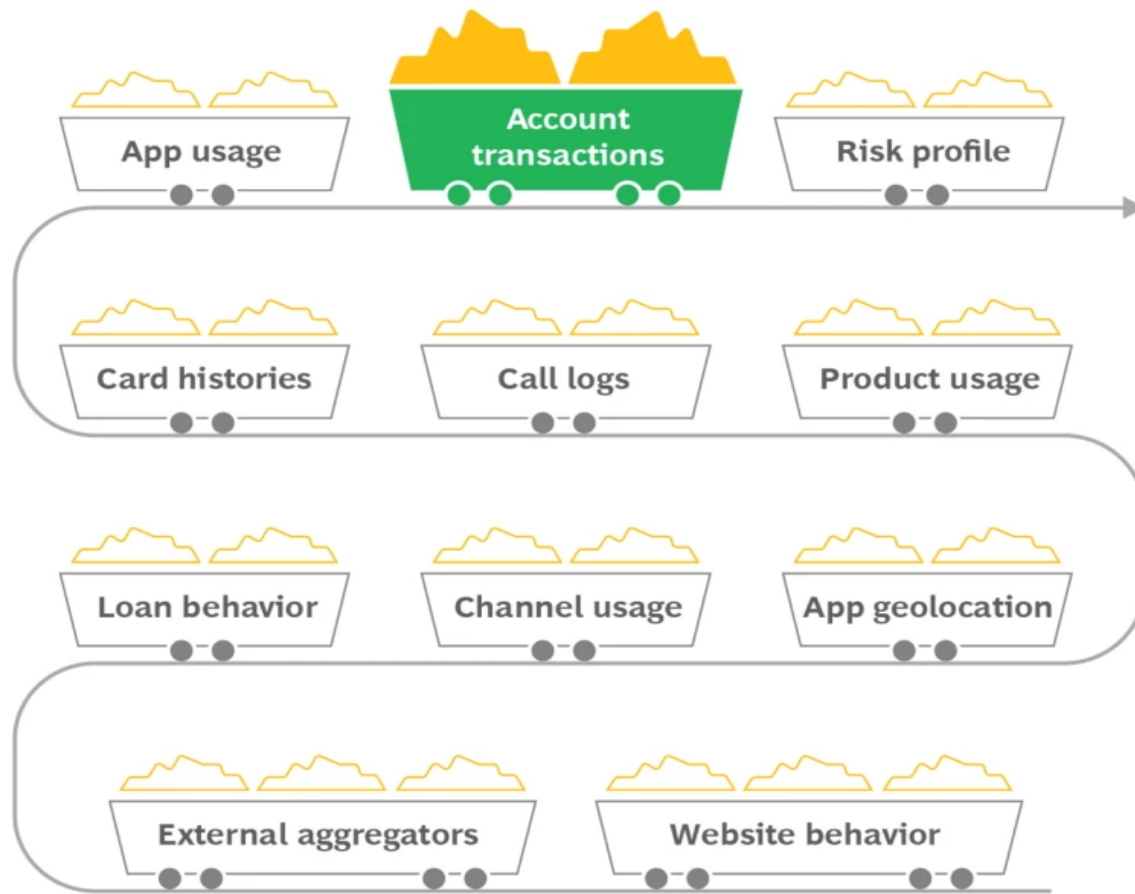 App usage
Account
transactions
Risk profile
Card histories
Call logs
Product usage
Loan behavior
Channel usage
App geolocation
External aggregators
Website behavior